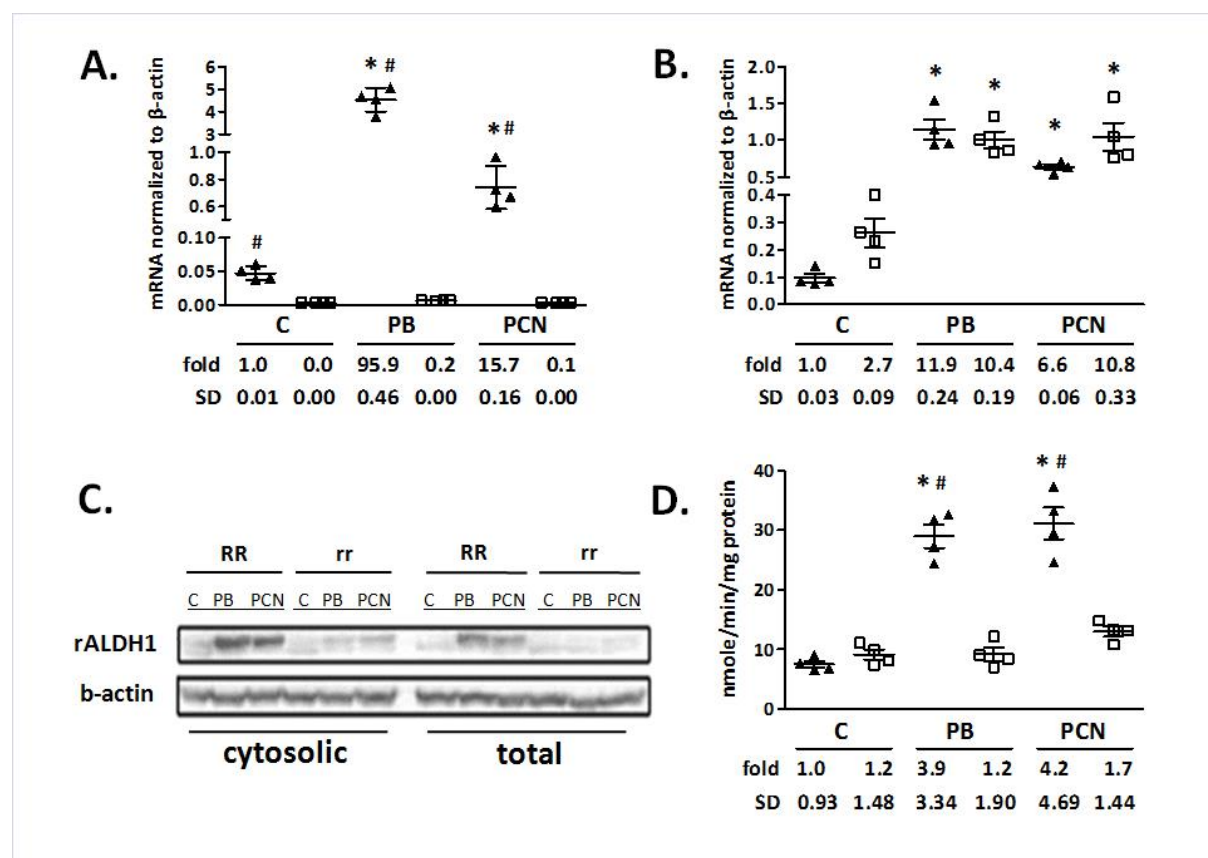 A.
mRNA normalized to β-actin
6
5
4
3
1.0
0.8
0.6
0.10
0.05
0.00
* #
* #
#
C PB PCN
fold 1.0 0.0 95.9 0.2 15.7 0.1
SD 0.01 0.00 0.46 0.00 0.16 0.00
B.
mRNA normalized to β-actin
2.0
1.5
1.0
0.5
0.4
0.3
0.2
0.1
0.0
* * * *
C PB PCN
fold 1.0 2.7 11.9 10.4 6.6 10.8
SD 0.03 0.09 0.24 0.19 0.06 0.33
C.
RR rr RR rr
C PB PCN C PB PCN C PB PCN C PB PCN
rALDH1
b-actin
cytosolic total
D.
nmole/min/mg protein
40
30
20
10
0
* # * #
C PB PCN
fold 1.0 1.2 3.9 1.2 4.2 1.7
SD 0.93 1.48 3.34 1.90 4.69 1.44